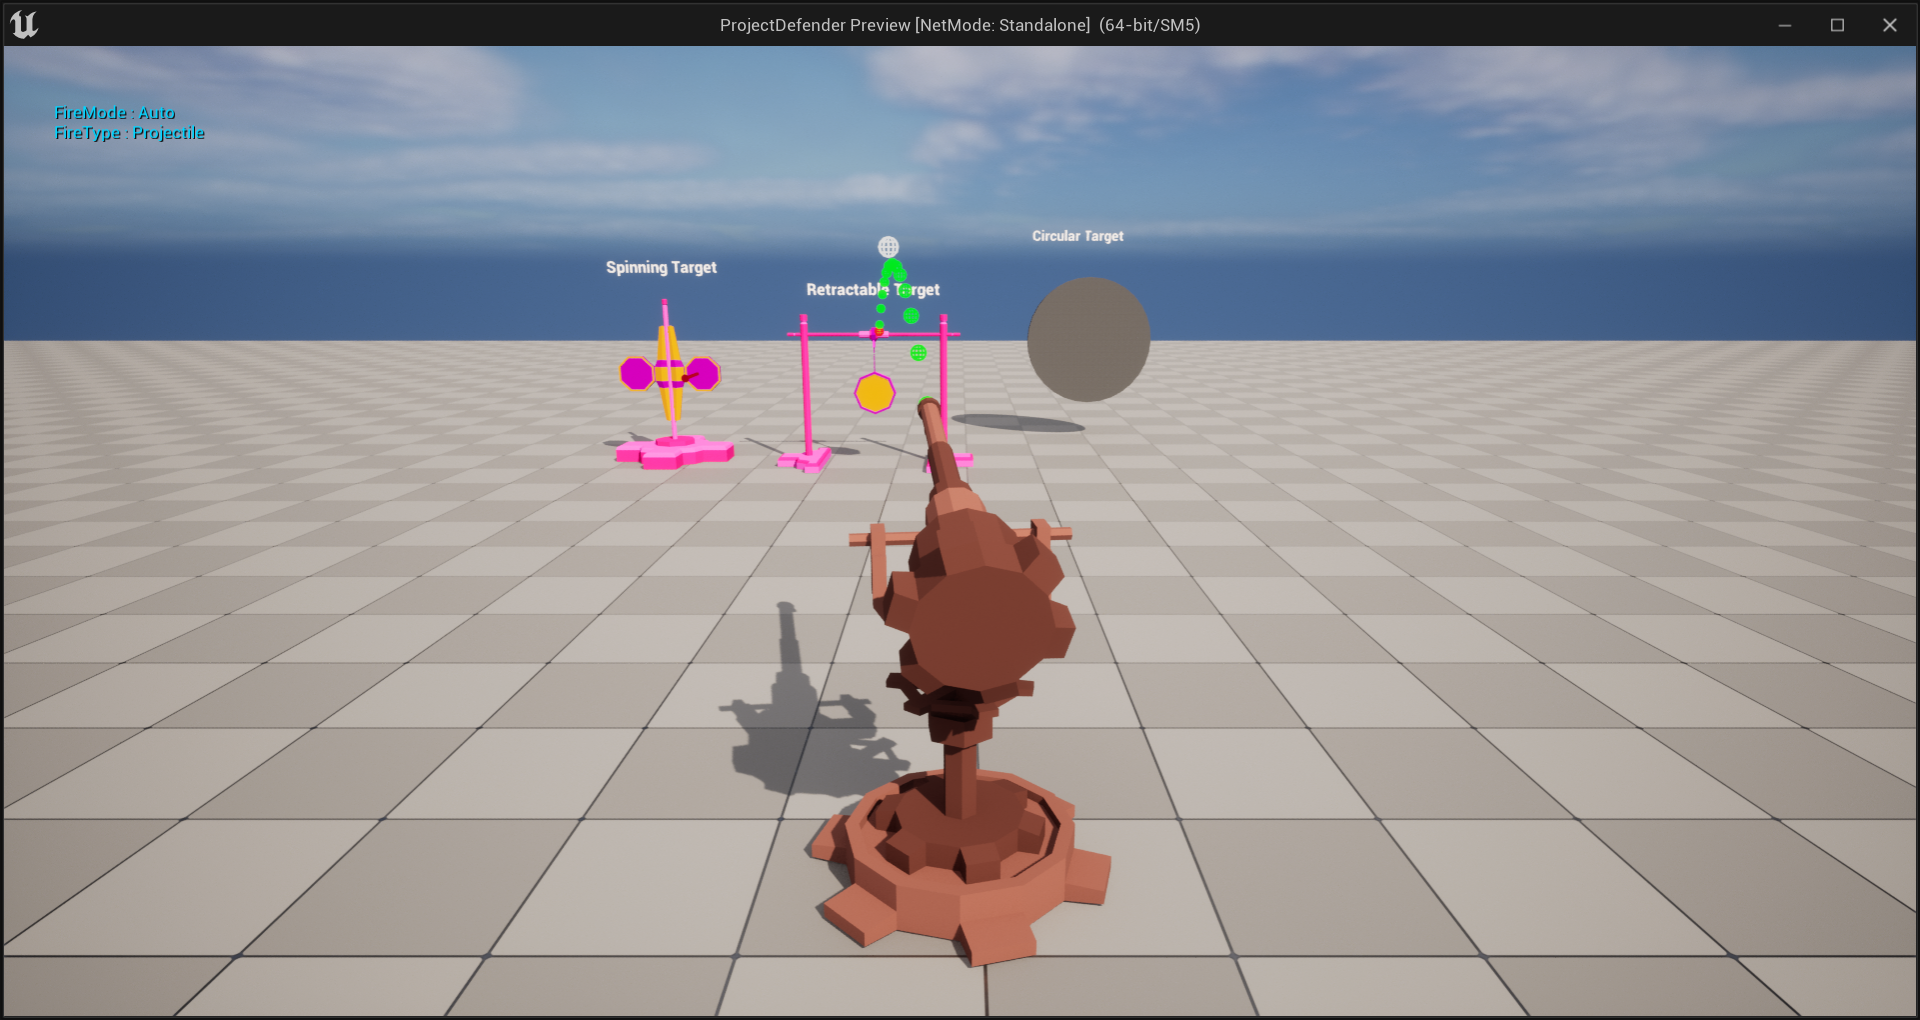 ProjectDefender Preview [NetMode: Standalone] (64-bit/SM5)
FireMode : Auto
FireType : Projectile
Circular Target
Spinning Target
Retractable Target